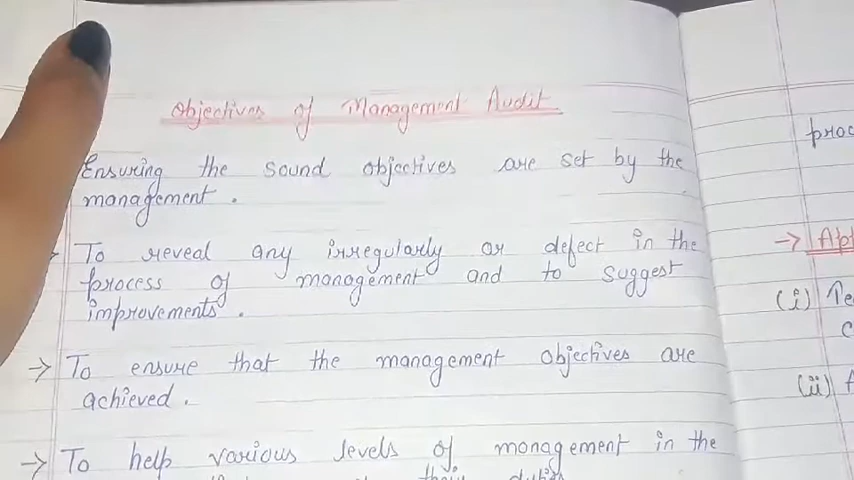 Objectives of Management Audit
Ensuring the sound objectives are set by the
management.
To reveal any irregularly or defect in the
process of management and to suggest
improvements.
→ To ensure that the management objectives are
achieved.
→ To help various levels of management in the
their duties
proc
→ Ap
(i) Te
(ii)